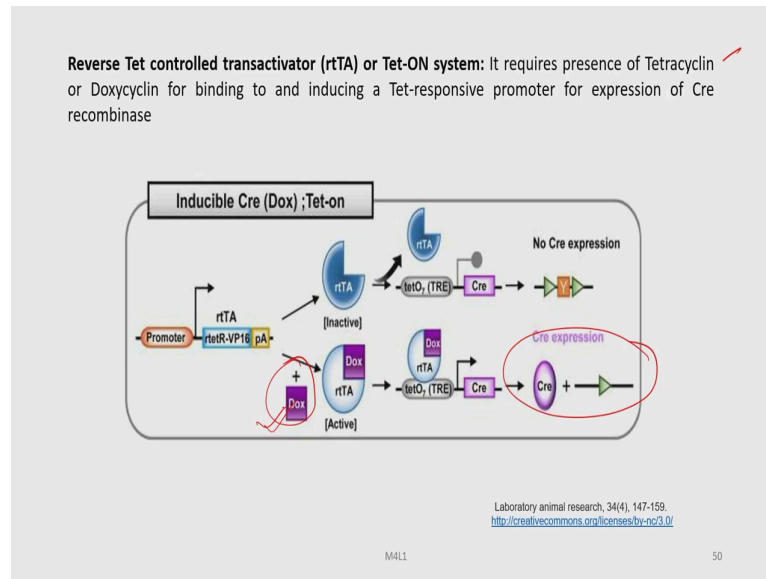 Reverse Tet controlled transactivator (rtTA) or Tet-ON system: It requires presence of Tetracyclin
or Doxycyclin for binding to and inducing a Tet-responsive promoter for expression of Cre
recombinase
Inducible Cre (Dox) ;Tet-on
rtTA
No Cre expression
rtTA
rtTA
tetO7 (TRE)
Cre
Y
[Inactive]
Promoter
rtetR-VP16
pA
Cre expression
+
Dox
Dox
rtTA
Dox
rtTA
tetO7 (TRE)
Cre
Cre
+
[Active]
Laboratory animal research, 34(4), 147-159.
http://creativecommons.org/licenses/by-nc/3.0/
M4L1
50